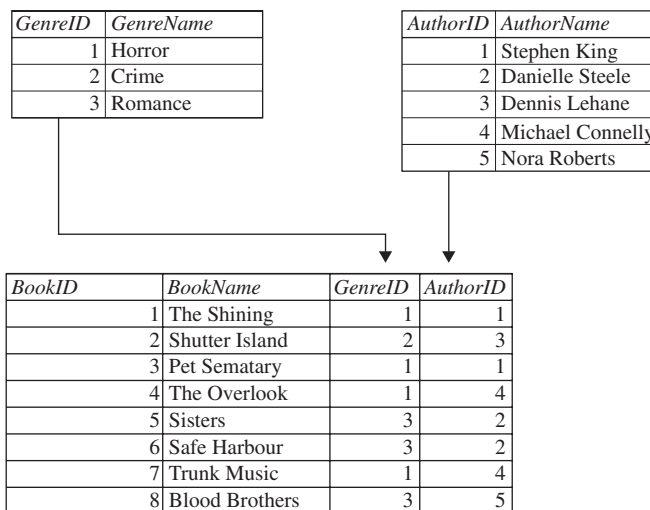 GenreID GenreName
1 Horror
2 Crime
3 Romance
AuthorID AuthorName
1 Stephen King
2 Danielle Steele
3 Dennis Lehane
4 Michael Connelly
5 Nora Roberts
BookID BookName GenreID AuthorID
1 The Shining 1 1
2 Shutter Island 2 3
3 Pet Sematary 1 1
4 The Overlook 1 4
5 Sisters 3 2
6 Safe Harbour 3 2
7 Trunk Music 1 4
8 Blood Brothers 3 5